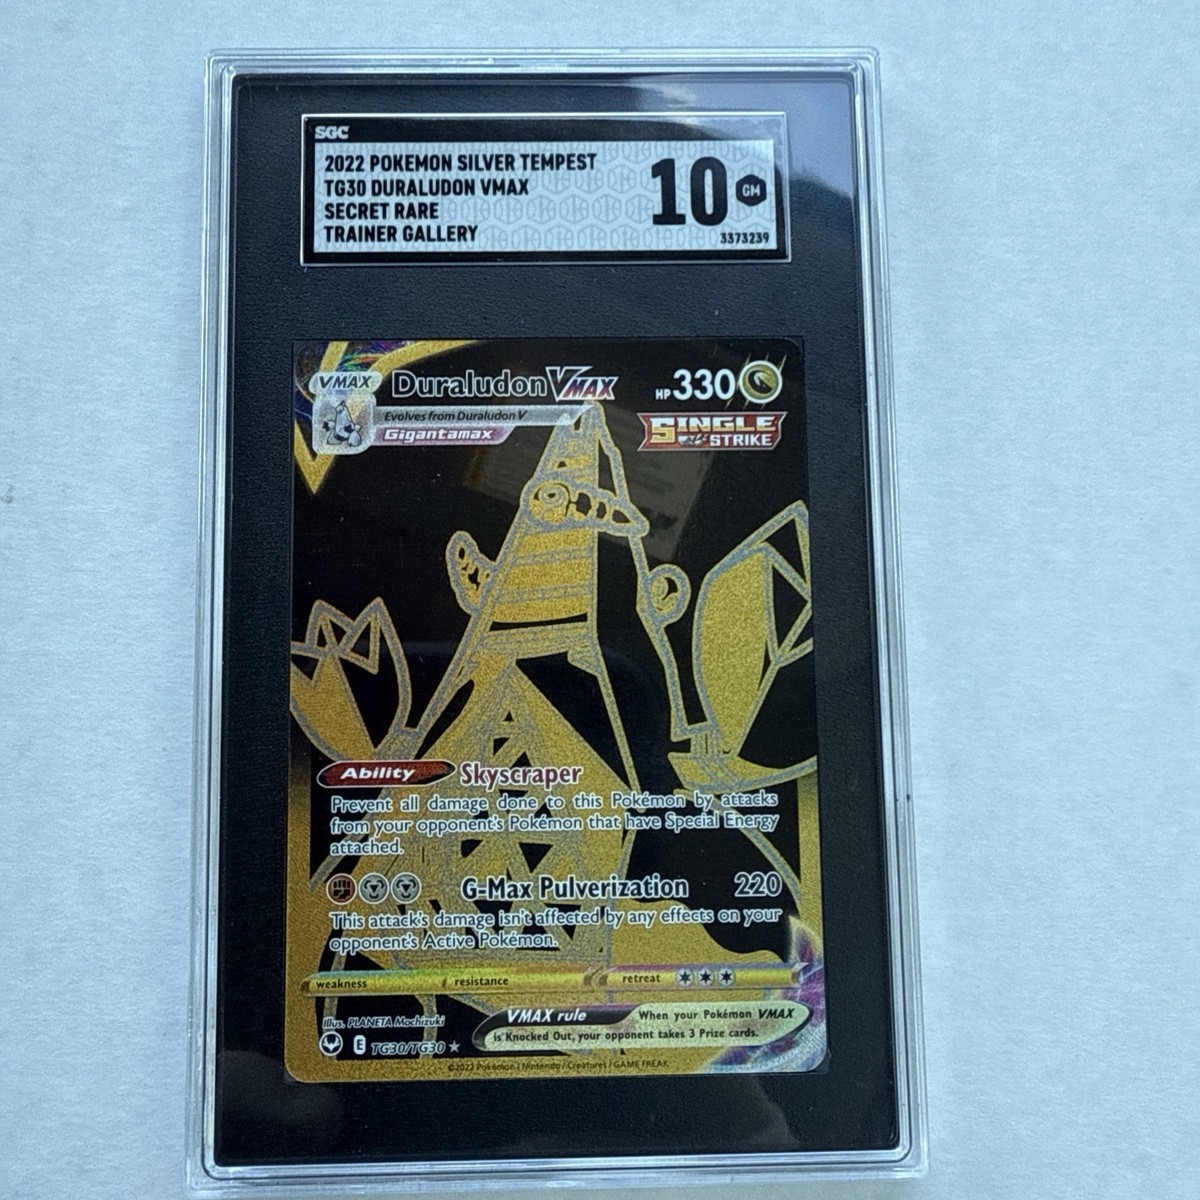 SGC
2022 POKEMON SILVER TEMPEST
TG30 DURALUDON VMAX
SECRET RARE
TRAINER GALLERY
10 GM
3373239
VMAX Duraludon VMAX HP 330
Evolves from Duraludon V
Gigantamax
SINGLE STRIKE
Ability Skyscraper
Prevent all damage done to this Pokémon by attacks
from your opponent's Pokémon that have Special Energy
attached.
G-Max Pulverization 220
This attack's damage isn't affected by any effects on your
opponent's Active Pokémon.
weakness resistance retreat
Illus. PLANETA Mochizuki
VMAX rule When your Pokémon VMAX
is Knocked Out, your opponent takes 3 Prize cards.
E TG30/TG30 ★
©2022 Pokémon / Nintendo / Creatures / GAME FREAK